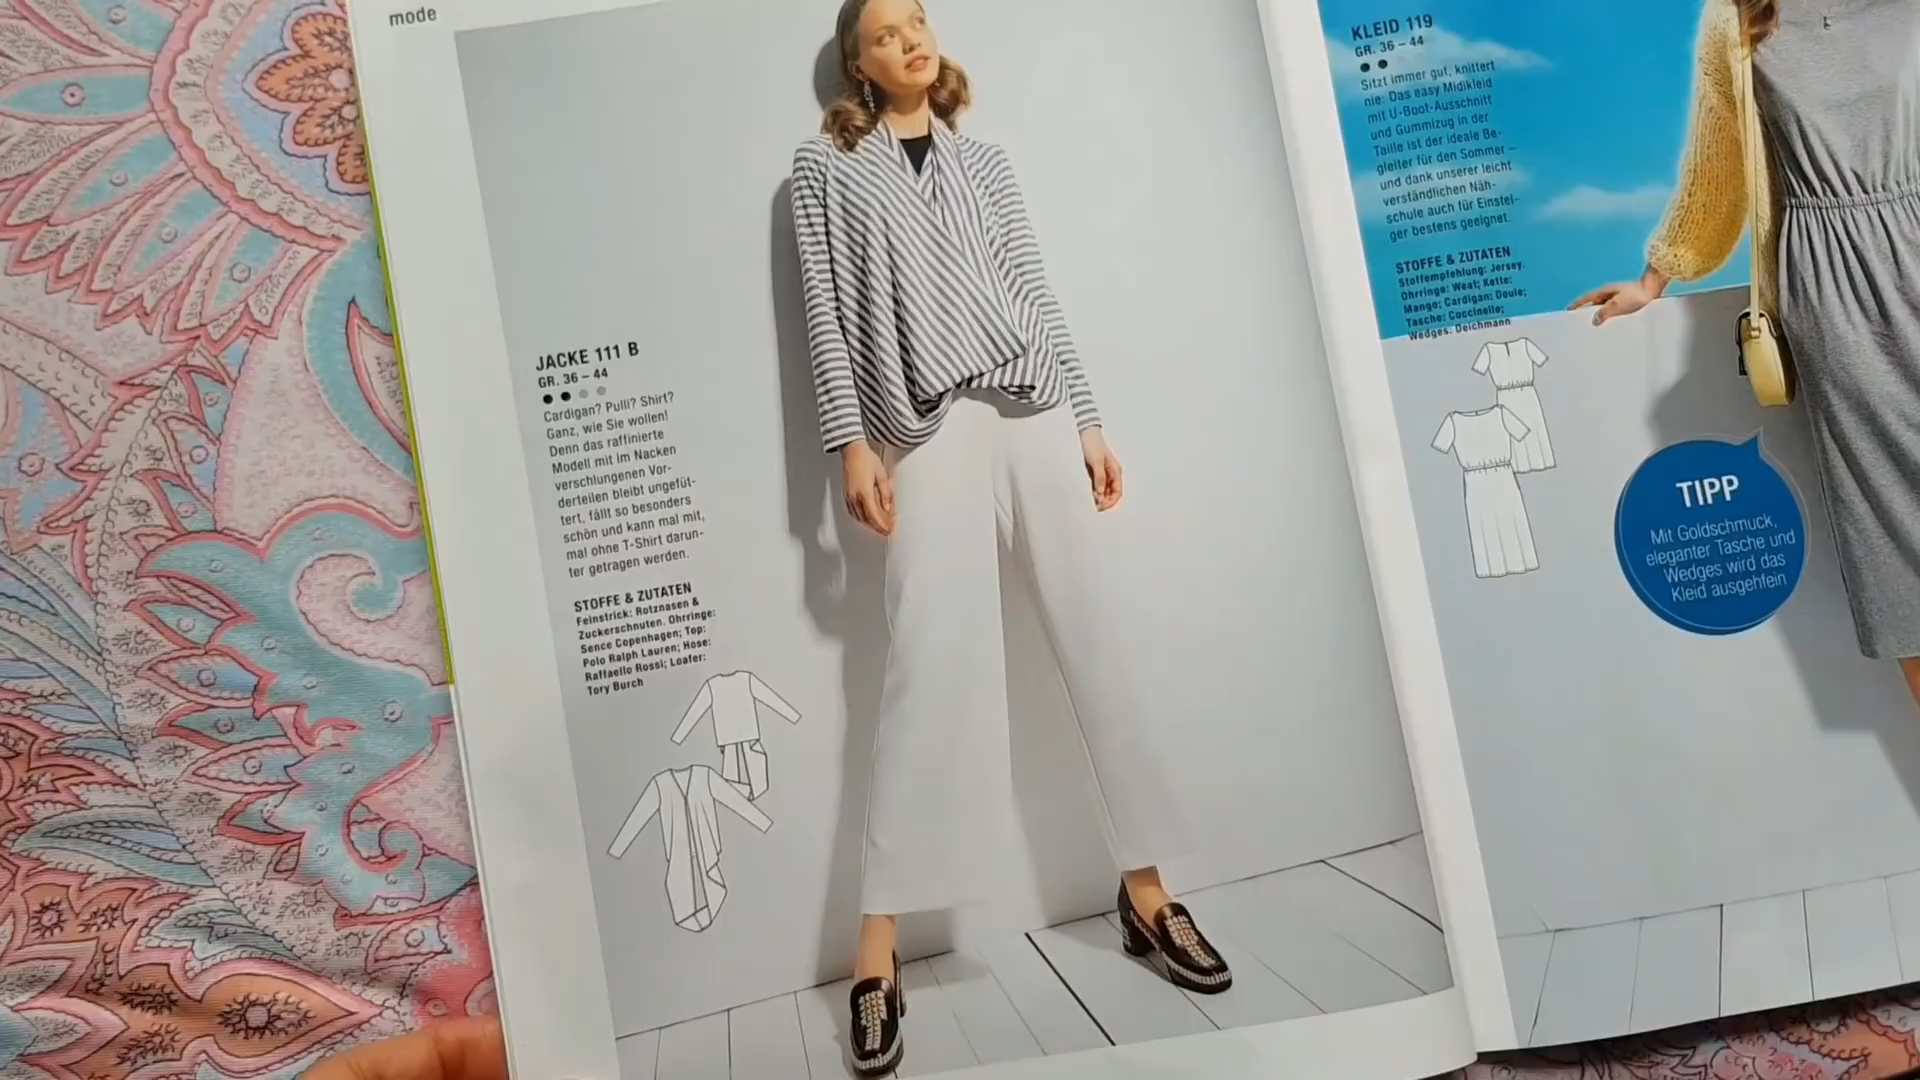 mode
JACKE 111 B
GR. 36 – 44
Cardigan? Pulli? Shirt?
Ganz, wie Sie wollen!
Denn das raffinierte
Modell mit im Nacken
verschlungenen Vor-
derteilen bleibt ungefüt-
tert, fällt so besonders
schön und kann mal mit,
mal ohne T-Shirt darun-
ter getragen werden.
STOFFE & ZUTATEN
Feinstrick: Rotznasen &
Zuckerschnuten. Ohrringe:
Sence Copenhagen; Top:
Polo Ralph Lauren; Hose:
Raffaello Rossi; Loafer:
Tory Burch
KLEID 119
GR. 36 – 44
Sitzt immer gut, knittert
nie: Das easy Midikleid
mit U-Boot-Ausschnitt
und Gummizug in der
Taille ist der ideale Be-
gleiter für den Sommer –
und dank unserer leicht
verständlichen Näh-
schule auch für Einstei-
ger bestens geeignet.
STOFFE & ZUTATEN
Stoffempfehlung: Jersey.
Ohrringe: Weat; Kette:
Mango; Cardigan: Doule;
Tasche: Coccinelle;
Wedges: Deichmann
TIPP
Mit Goldschmuck,
eleganter Tasche und
Wedges wird das
Kleid ausgehfein